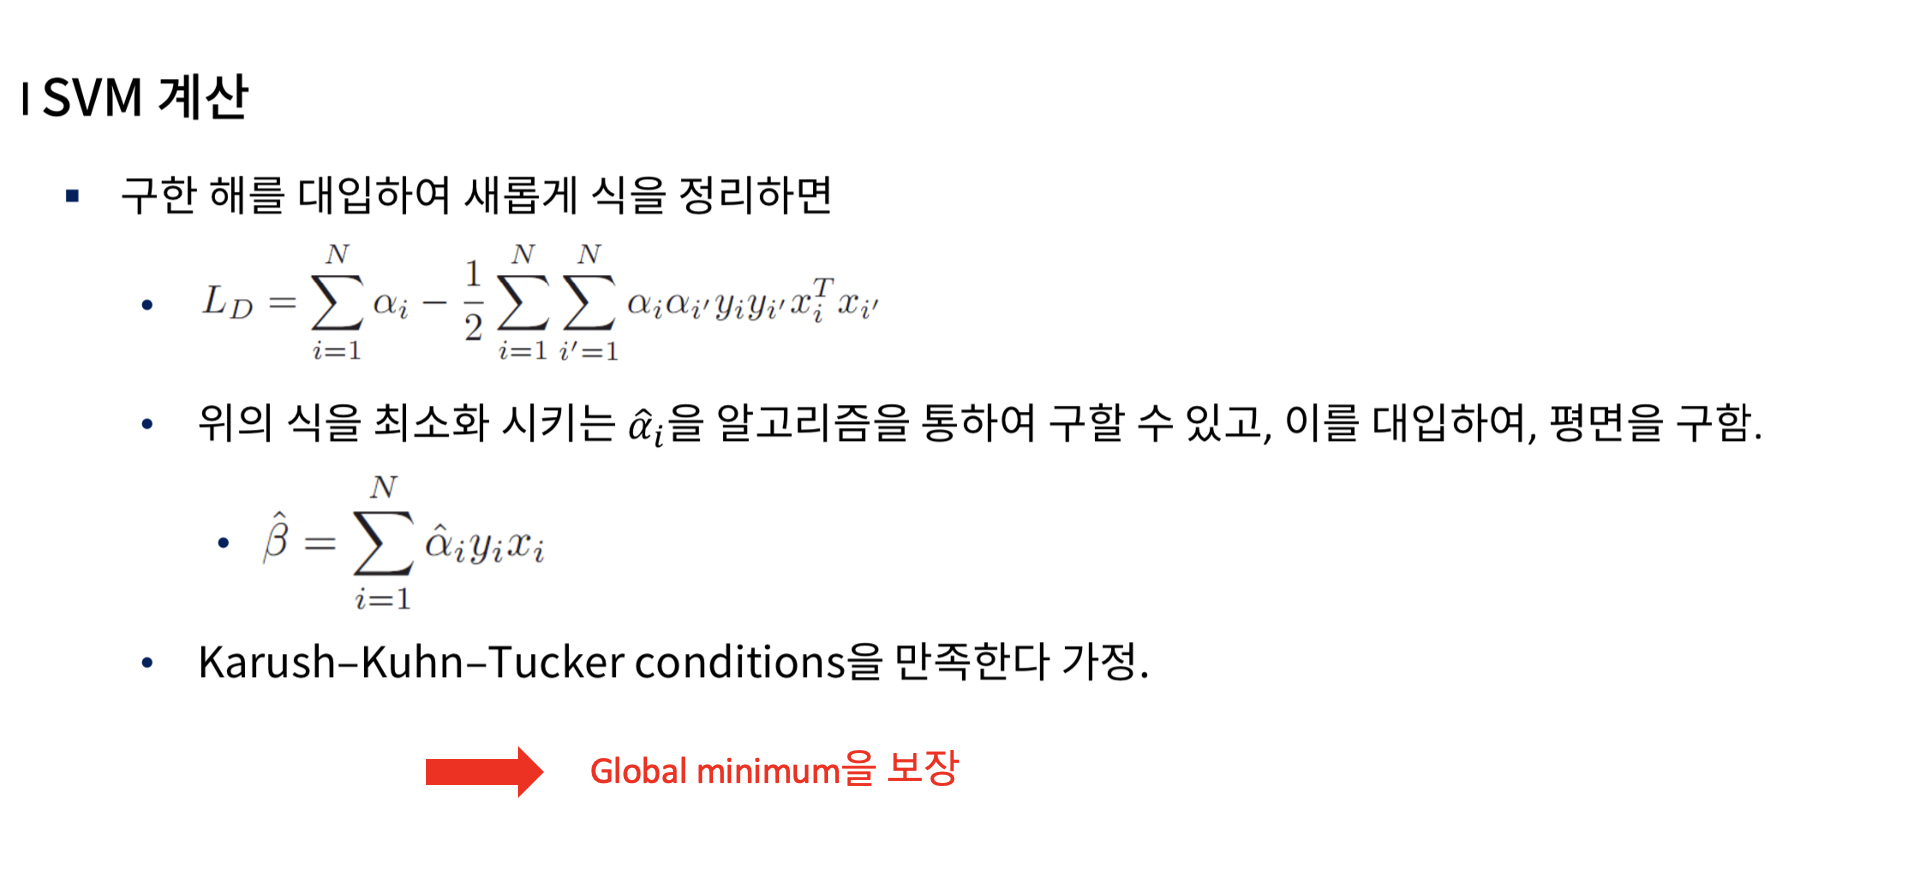 SVM 계산
▪ 구한 해를 대입하여 새롭게 식을 정리하면
• $L_D = \sum_{i=1}^{N} \alpha_i - \frac{1}{2} \sum_{i=1}^{N} \sum_{i'=1}^{N} \alpha_i \alpha_{i'} y_i y_{i'} x_i^T x_{i'}$
• 위의 식을 최소화 시키는 $\hat{\alpha}_i$을 알고리즘을 통하여 구할 수 있고, 이를 대입하여, 평면을 구함.
• $\hat{\beta} = \sum_{i=1}^{N} \hat{\alpha}_i y_i x_i$
• Karush–Kuhn–Tucker conditions을 만족한다 가정.
Global minimum을 보장